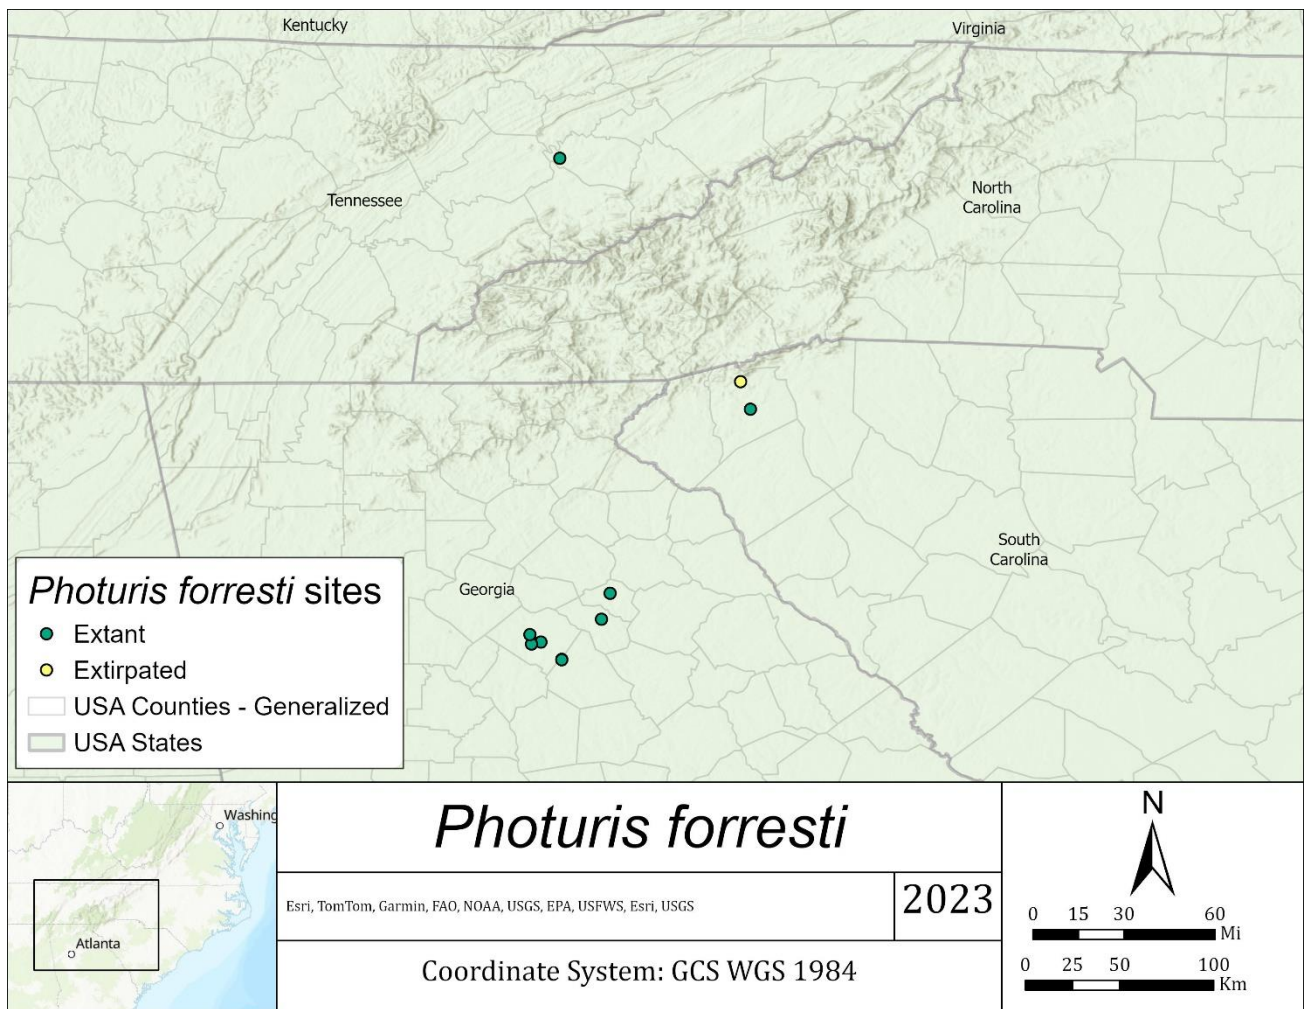 Kentucky
Virginia
Tennessee
North
Carolina
South
Carolina
Georgia
Photuris forresti sites
Extant
Extirpated
USA Counties - Generalized
USA States
Washing
Atlanta
Photuris forresti
Esri, TomTom, Garmin, FAO, NOAA, USGS, EPA, USFWS, Esri, USGS
2023
Coordinate System: GCS WGS 1984
N
0 15 30 60
Mi
0 25 50 100
Km